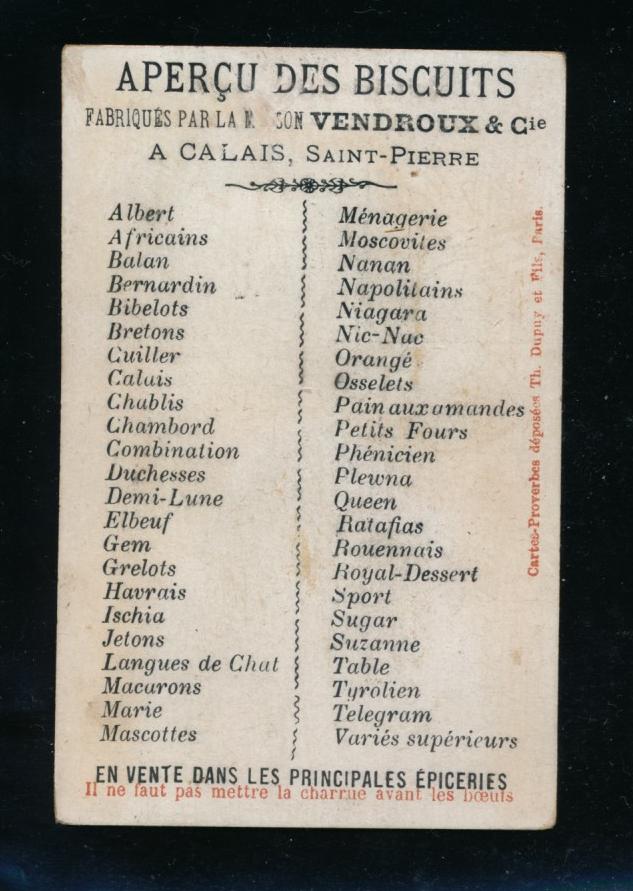 APERÇU DES BISCUITS
FABRIQUÉS PAR LA VENDROUX & Cie
A CALAIS, SAINT-PIERRE
Albert
Africains
Balan
Bernardin
Bibelots
Bretons
Cuiller
Calais
Chablis
Chambord
Combination
Duchesses
Demi-Lune
Elbeuf
Gem
Grelots
Havrais
Ischia
Jetons
Langues de Chat
Macarons
Marie
Mascottes
Ménagerie
Moscovites
Nanan
Napolitains
Niagara
Nic-Nac
Orangé
Osselets
Pain aux amandes
Petits Fours
Phénicien
Plewna
Queen
Ratafias
Rouennais
Royal-Dessert
Sport
Sugar
Suzanne
Table
Tyrolien
Telegram
Variés supérieurs
Cartes-Proverbes déposées Th. Dupuy et Fils, Paris.
EN VENTE DANS LES PRINCIPALES ÉPICERIES
Il ne faut pas mettre la charrue avant les bœufs